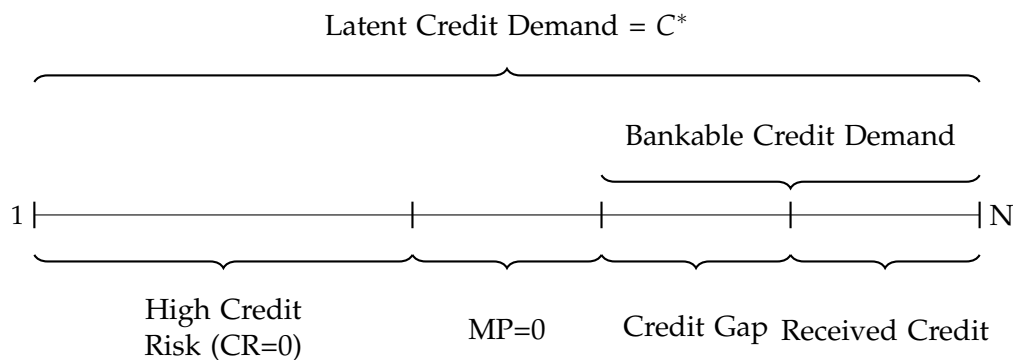 Latent Credit Demand = C*
Bankable Credit Demand
1
N
High Credit
Risk (CR=0)
MP=0
Credit Gap
Received Credit